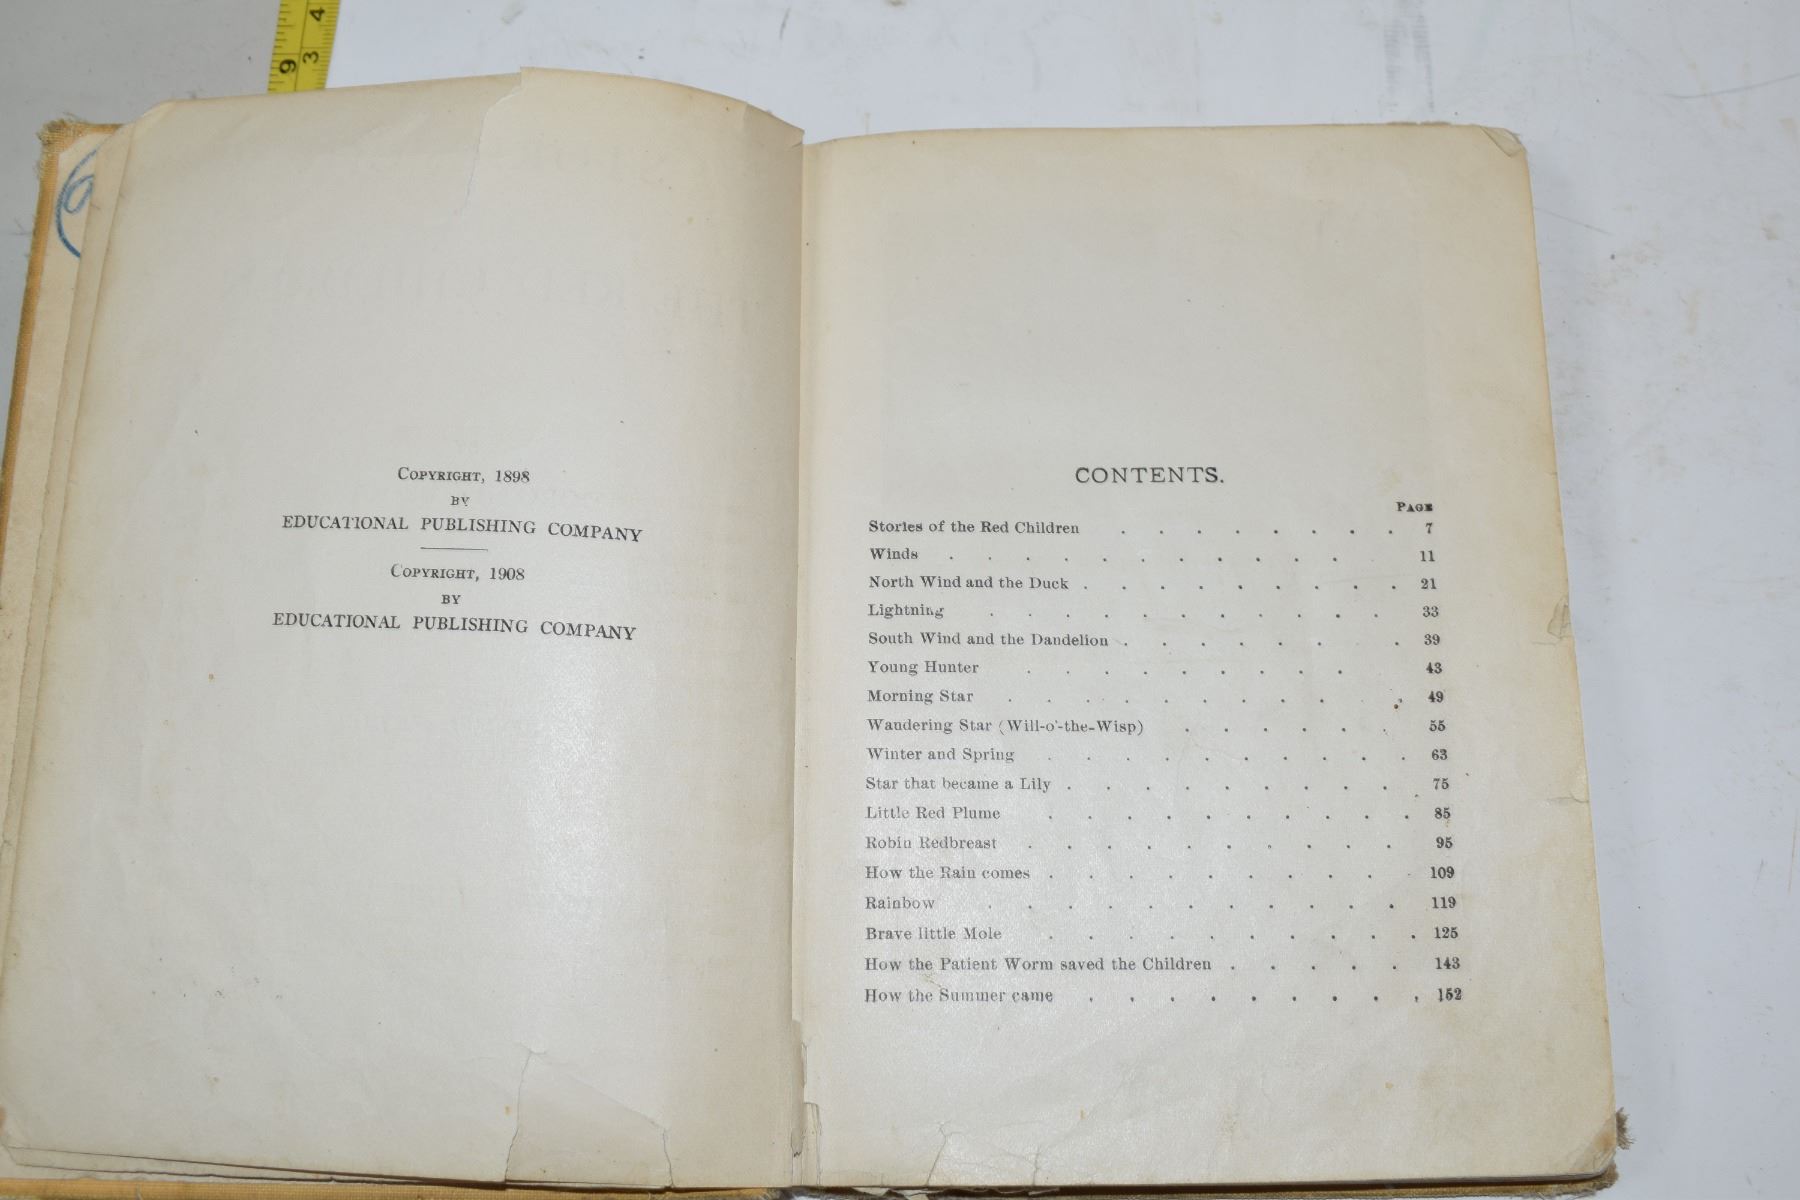 9
3 4
COPYRIGHT, 1898
BY
EDUCATIONAL PUBLISHING COMPANY
COPYRIGHT, 1908
BY
EDUCATIONAL PUBLISHING COMPANY
CONTENTS.
PAGE
Stories of the Red Children . . . . . . . . 7
Winds . . . . . . . . . . . 11
North Wind and the Duck . . . . . . . . . 21
Lightning . . . . . . . . . . . 33
South Wind and the Dandelion . . . . . . . 39
Young Hunter . . . . . . . . . 43
Morning Star . . . . . . . . . . 49
Wandering Star (Will-o'-the-Wisp) . . . . . . 55
Winter and Spring . . . . . . . . . . 63
Star that became a Lily . . . . . . . . . 75
Little Red Plume . . . . . . . . . . 85
Robin Redbreast . . . . . . . . . . 95
How the Rain comes . . . . . . . . . . 109
Rainbow . . . . . . . . . . . 119
Brave little Mole . . . . . . . . . . 125
How the Patient Worm saved the Children . . . . . 143
How the Summer came . . . . . . . . . 152